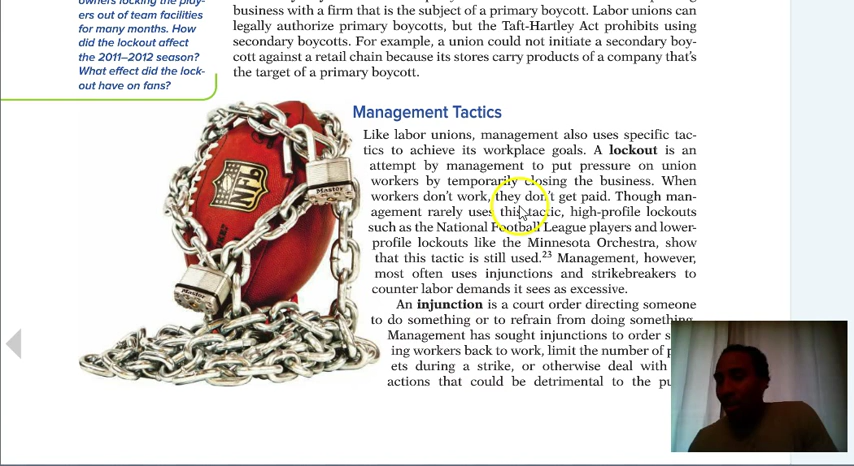 owners locking the play-
ers out of team facilities
for many months. How
did the lockout affect
the 2011–2012 season?
What effect did the lock-
out have on fans?
business with a firm that is the subject of a primary boycott. Labor unions can
legally authorize primary boycotts, but the Taft-Hartley Act prohibits using
secondary boycotts. For example, a union could not initiate a secondary boy-
cott against a retail chain because its stores carry products of a company that's
the target of a primary boycott.
Management Tactics
Like labor unions, management also uses specific tac-
tics to achieve its workplace goals. A lockout is an
attempt by management to put pressure on union
workers by temporarily closing the business. When
workers don't work, they don't get paid. Though man-
agement rarely uses this tactic, high-profile lockouts
such as the National Football League players and lower-
profile lockouts like the Minnesota Orchestra, show
that this tactic is still used.23 Management, however,
most often uses injunctions and strikebreakers to
counter labor demands it sees as excessive.
An injunction is a court order directing someone
to do something or to refrain from doing something.
Management has sought injunctions to order
ing workers back to work, limit the number of
ets during a strike, or otherwise deal with
actions that could be detrimental to the
NFL
Master
Master